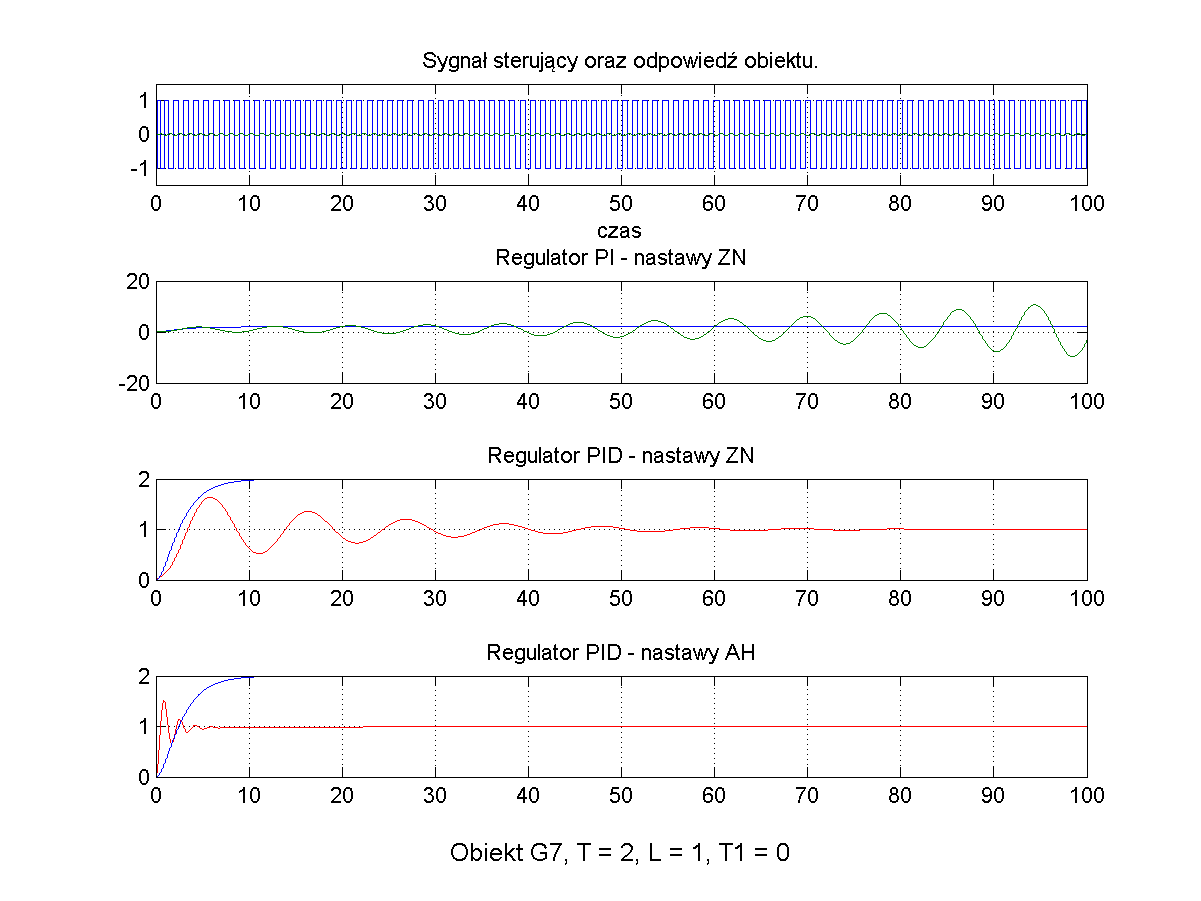 Sygnał sterujący oraz odpowiedź obiektu.
1
0
-1
0 10 20 30 40 50 60 70 80 90 100
czas
Regulator PI - nastawy ZN
20
0
-20
0 10 20 30 40 50 60 70 80 90 100
Regulator PID - nastawy ZN
2
1
0
0 10 20 30 40 50 60 70 80 90 100
Regulator PID - nastawy AH
2
1
0
0 10 20 30 40 50 60 70 80 90 100
Obiekt G7, T = 2, L = 1, T1 = 0